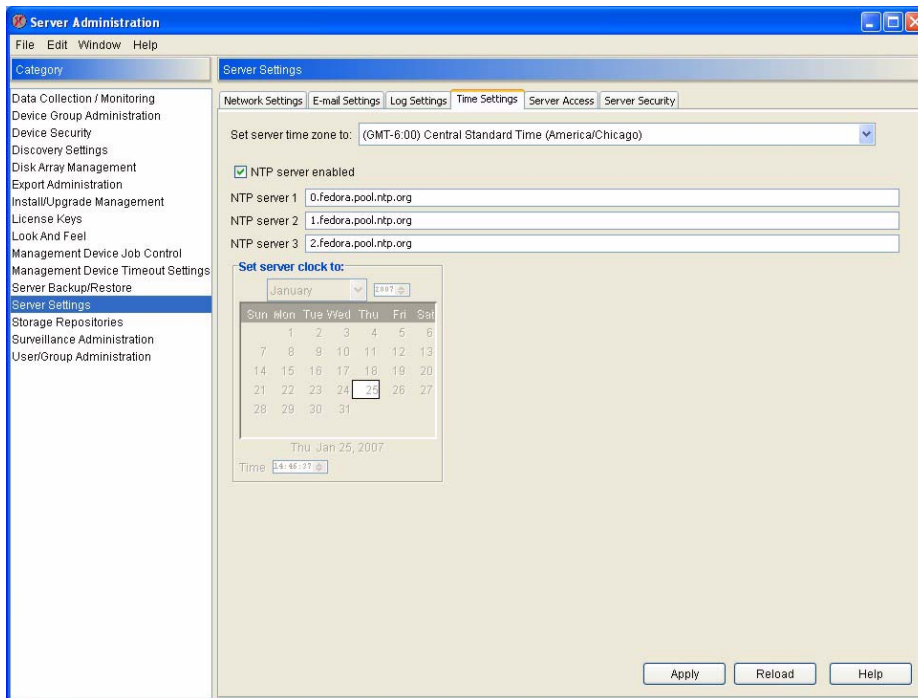 Server Administration
File Edit Window Help
Category
Data Collection / Monitoring
Device Group Administration
Device Security
Discovery Settings
Disk Array Management
Export Administration
Install/Upgrade Management
License Keys
Look And Feel
Management Device Job Control
Management Device Timeout Settings
Server Backup/Restore
Server Settings
Storage Repositories
Surveillance Administration
User/Group Administration
Server Settings
Network Settings E-mail Settings Log Settings Time Settings Server Access Server Security
Set server time zone to: (GMT-6:00) Central Standard Time (America/Chicago)
NTP server enabled
NTP server 1 0.fedora.pool.ntp.org
NTP server 2 1.fedora.pool.ntp.org
NTP server 3 2.fedora.pool.ntp.org
Set server clock to:
January 2007
Sun Mon Tue Wed Thu Fri Sat
1 2 3 4 5 6
7 8 9 10 11 12 13
14 15 16 17 18 19 20
21 22 23 24 25 26 27
28 29 30 31
Thu Jan 25, 2007
Time 14:46:27
Apply Reload Help